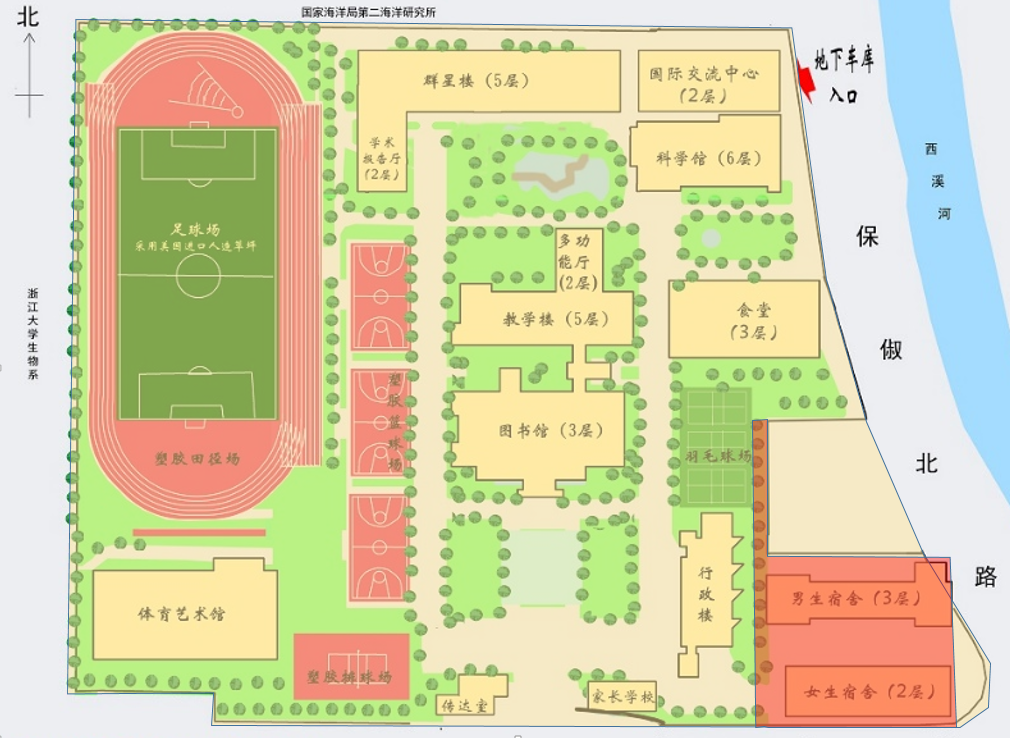 国家海洋局第二海洋研究所
北
群星楼（5层）
国际交流中心
（2层）
地下车库
入口
学术
报告厅
（2层）
科学馆（6层）
西
溪
河
足球场
采用美国进口人造草坪
多功
能厅
（2层）
保
俶
北
路
浙江大学生物系
教学楼（5层）
食堂
（3层）
塑胶篮球场
图书馆（3层）
羽毛球场
塑胶田径场
体育艺术馆
行政楼
男生宿舍（3层）
塑胶排球场
女生宿舍（2层）
传达室
家长学校